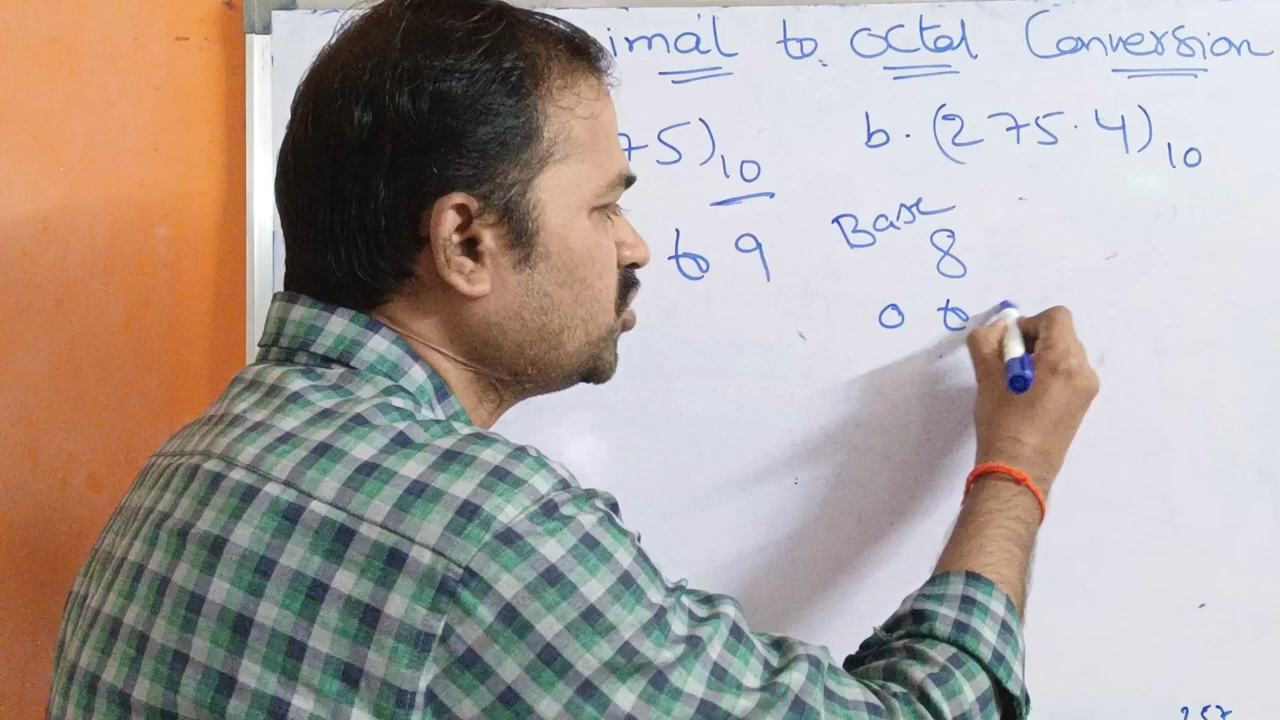 imal to octal Conversion
75)10 b. (275.4)10
Base
to 9 8
0 to